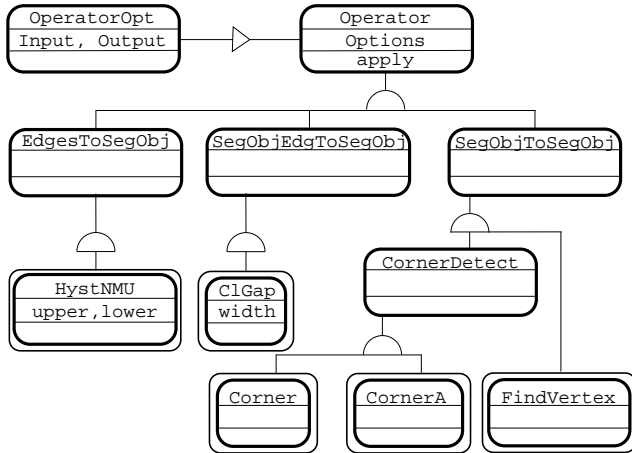 OperatorOpt
Input, Output
Operator
Options
apply
EdgesToSegObj
SegObjEdgToSegObj
SegObjToSegObj
HystNMU
upper,lower
ClGap
width
CornerDetect
Corner
CornerA
FindVertex